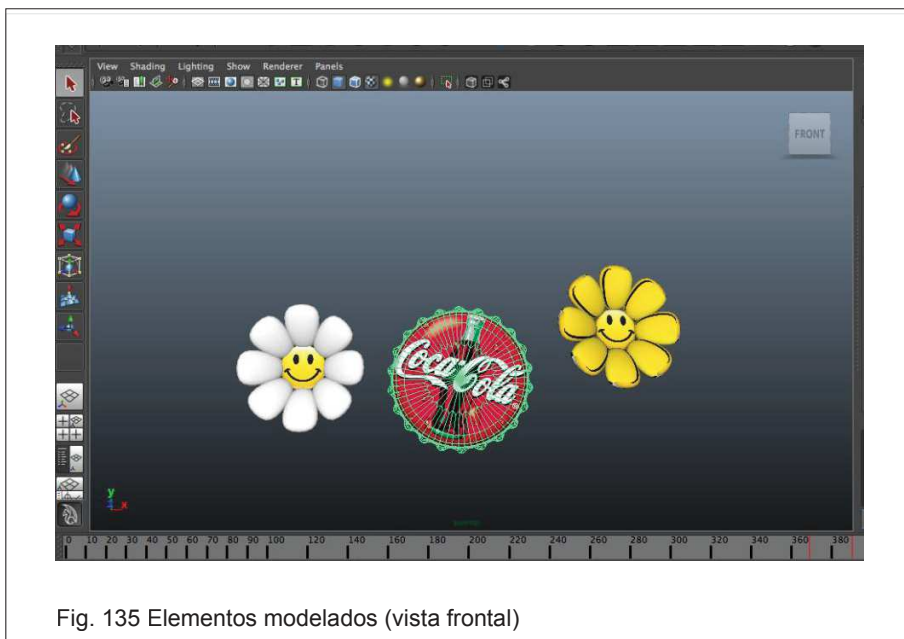 View Shading Lighting Show Renderer Panels
FRONT
Coca-Cola
y
x
0 10 20 30 40 50 60 70 80 90 100 120 140 160 180 200 220 240 260 280 300 320 340 360 380
Fig. 135 Elementos modelados (vista frontal)